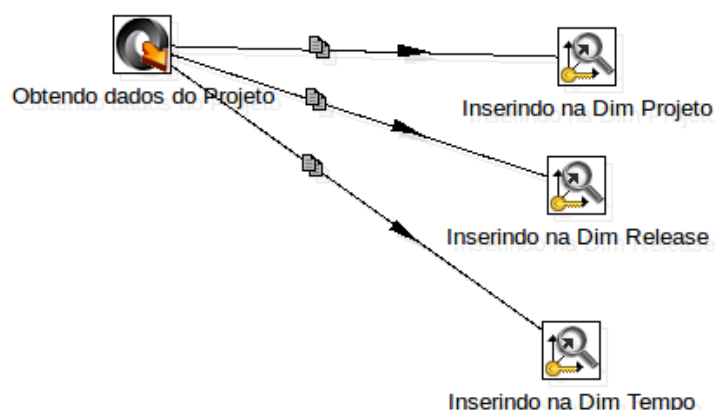 Obtendo dados do Projeto
Inserindo na Dim Projeto
Inserindo na Dim Release
Inserindo na Dim Tempo